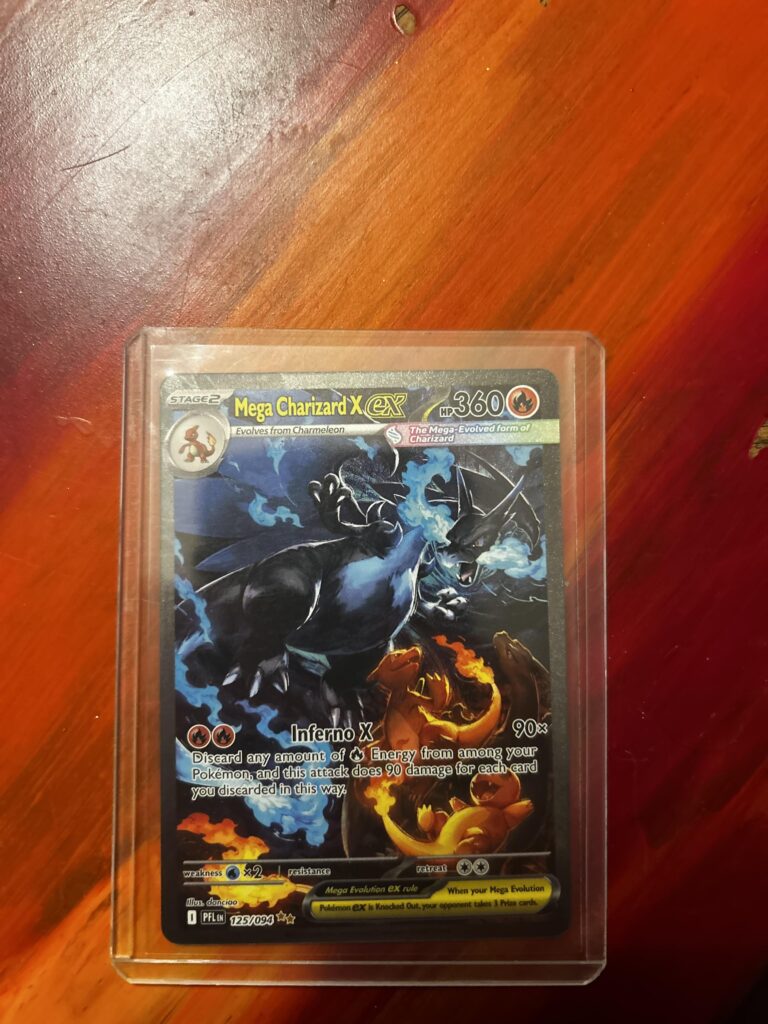 STAGE2
Mega Charizard X ex
HP 360
Evolves from Charmeleon
The Mega-Evolved form of
Charizard
Inferno X 90×
Discard any amount of Energy from among your
Pokémon, and this attack does 90 damage for each card
you discarded in this way.
weakness ×2 resistance retreat
Mega Evolution ex rule
When your Mega Evolution
Pokémon ex is Knocked Out, your opponent takes 3 Prize cards.
Illus. danciao
I PFL EN 125/094